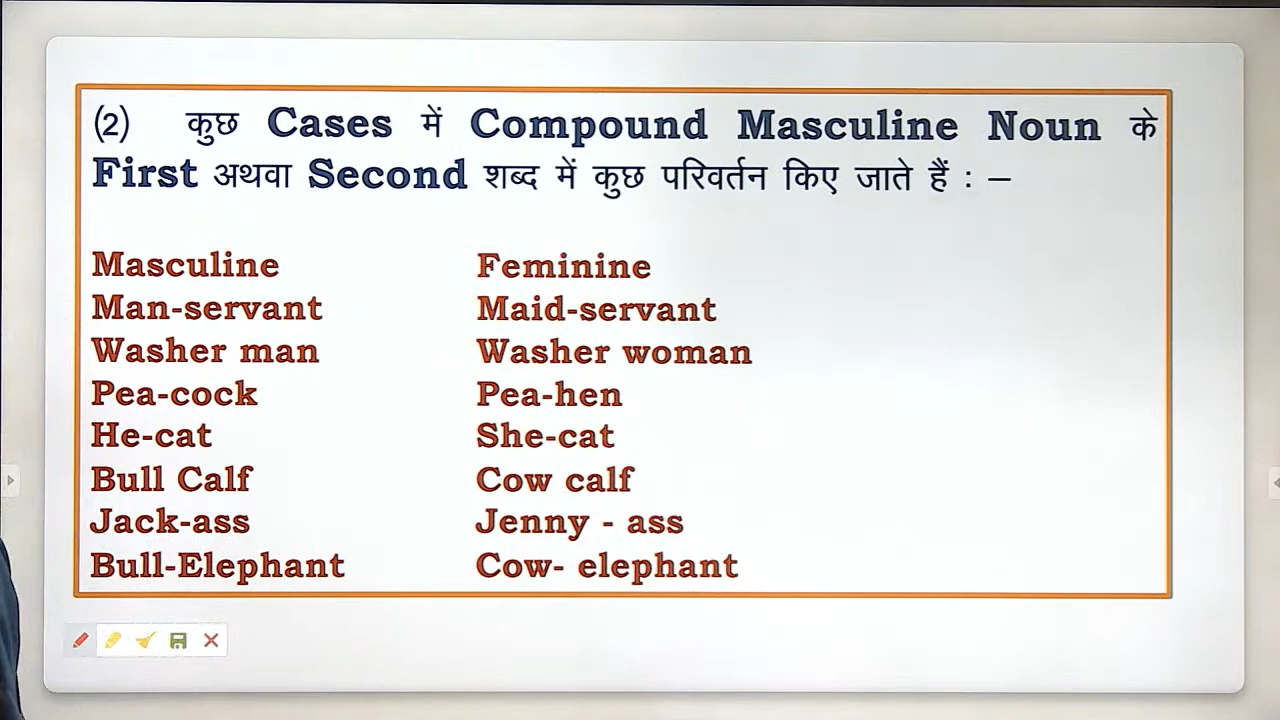 (2) कुछ Cases में Compound Masculine Noun के
First अथवा Second शब्द में कुछ परिवर्तन किए जाते हैं : –
Masculine Feminine
Man-servant Maid-servant
Washer man Washer woman
Pea-cock Pea-hen
He-cat She-cat
Bull Calf Cow calf
Jack-ass Jenny - ass
Bull-Elephant Cow- elephant